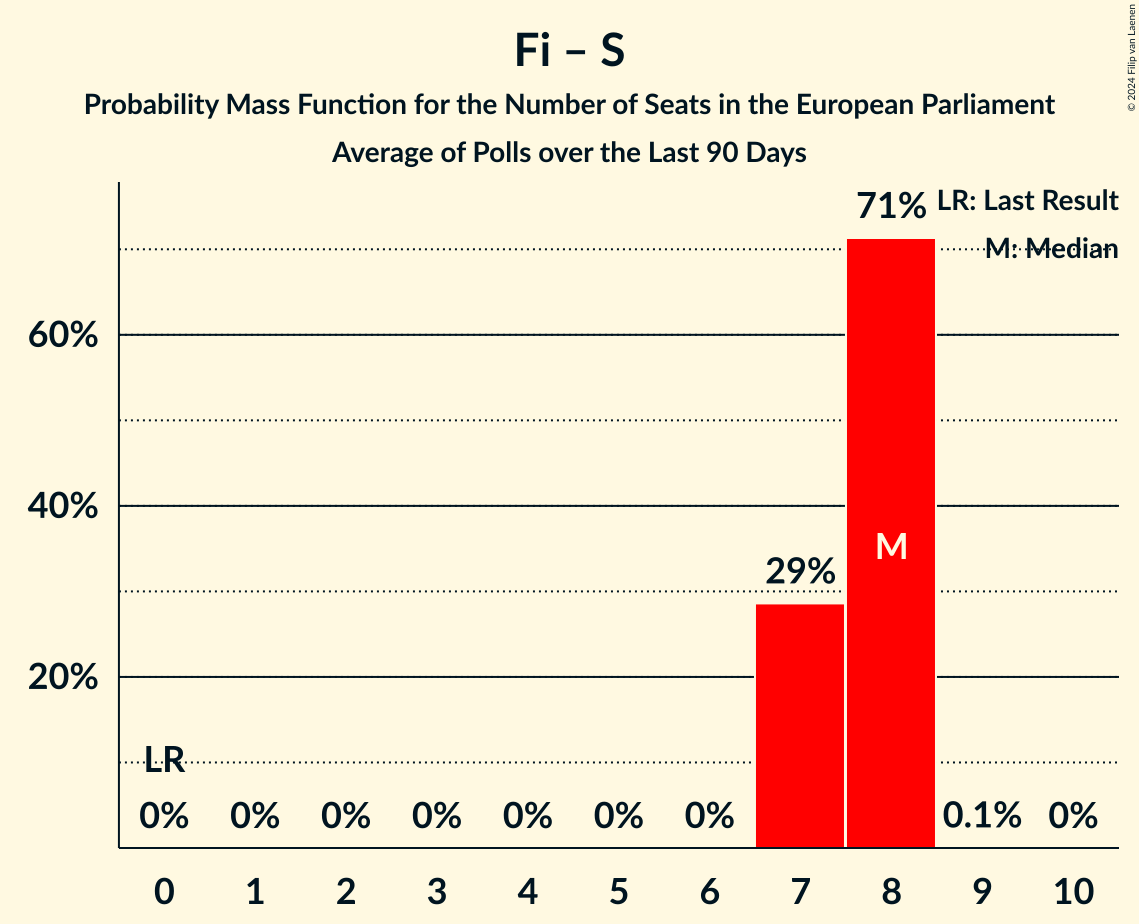 Fi – S
Probability Mass Function for the Number of Seats in the European Parliament
Average of Polls over the Last 90 Days
© 2024 Filip van Laenen
LR: Last Result
M: Median
71%
60%
40%
M
29%
20%
LR
0% 0% 0% 0% 0% 0% 0% 0.1% 0%
0 1 2 3 4 5 6 7 8 9 10